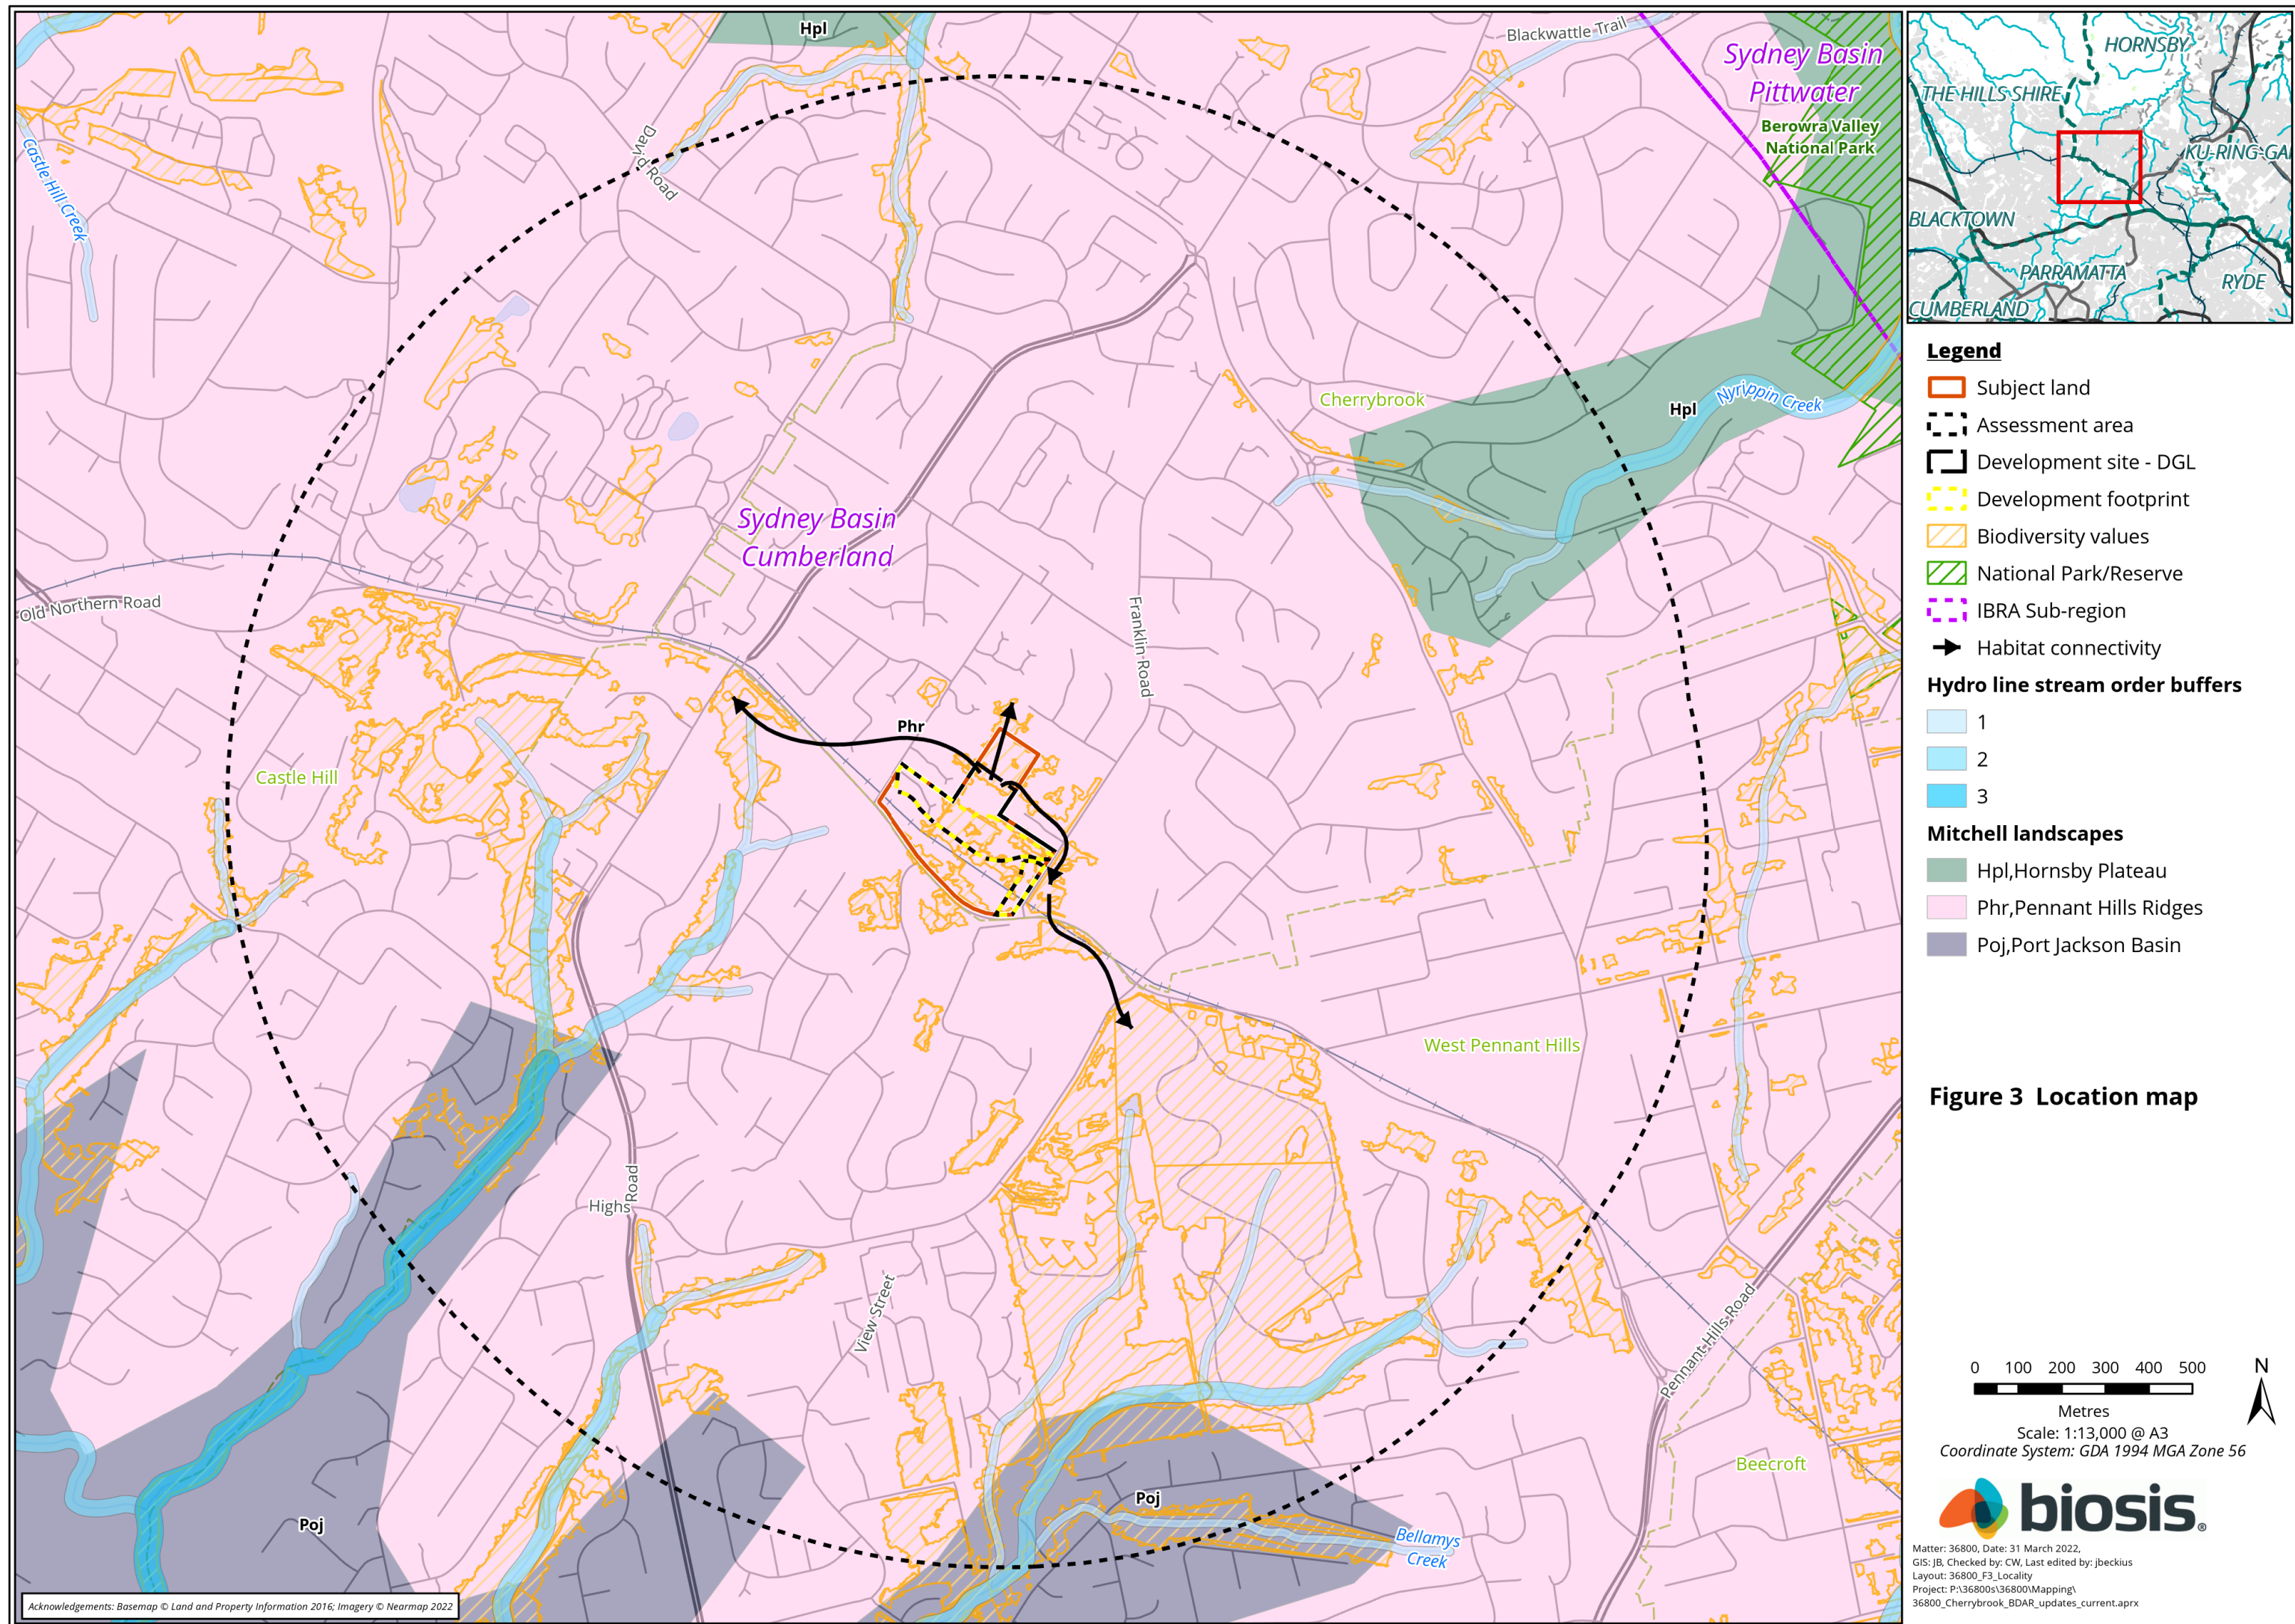 Hpl
Blackwattle Trail
Sydney Basin
Pittwater
Berowra Valley
National Park
David Road
Castle Hill Creek
Cherrybrook
Hpl
Nyrippin Creek
Sydney Basin
Cumberland
Old Northern Road
Franklin Road
Phr
Castle Hill
West Pennant Hills
Highs Road
View Street
Pennant Hills Road
Beecroft
Poj
Poj
Bellamys
Creek
Acknowledgements: Basemap © Land and Property Information 2016; Imagery © Nearmap 2022
HORNSBY
THE HILLS SHIRE
KU-RING-GA
BLACKTOWN
PARRAMATTA
RYDE
CUMBERLAND
Legend
Subject land
Assessment area
Development site - DGL
Development footprint
Biodiversity values
National Park/Reserve
IBRA Sub-region
Habitat connectivity
Hydro line stream order buffers
1
2
3
Mitchell landscapes
Hpl,Hornsby Plateau
Phr,Pennant Hills Ridges
Poj,Port Jackson Basin
Figure 3 Location map
0 100 200 300 400 500
N
Metres
Scale: 1:13,000 @ A3
Coordinate System: GDA 1994 MGA Zone 56
biosis®
Matter: 36800, Date: 31 March 2022,
GIS: JB, Checked by: CW, Last edited by: jbeckius
Layout: 36800_F3_Locality
Project: P:\36800s\36800\Mapping\
36800_Cherrybrook_BDAR_updates_current.aprx